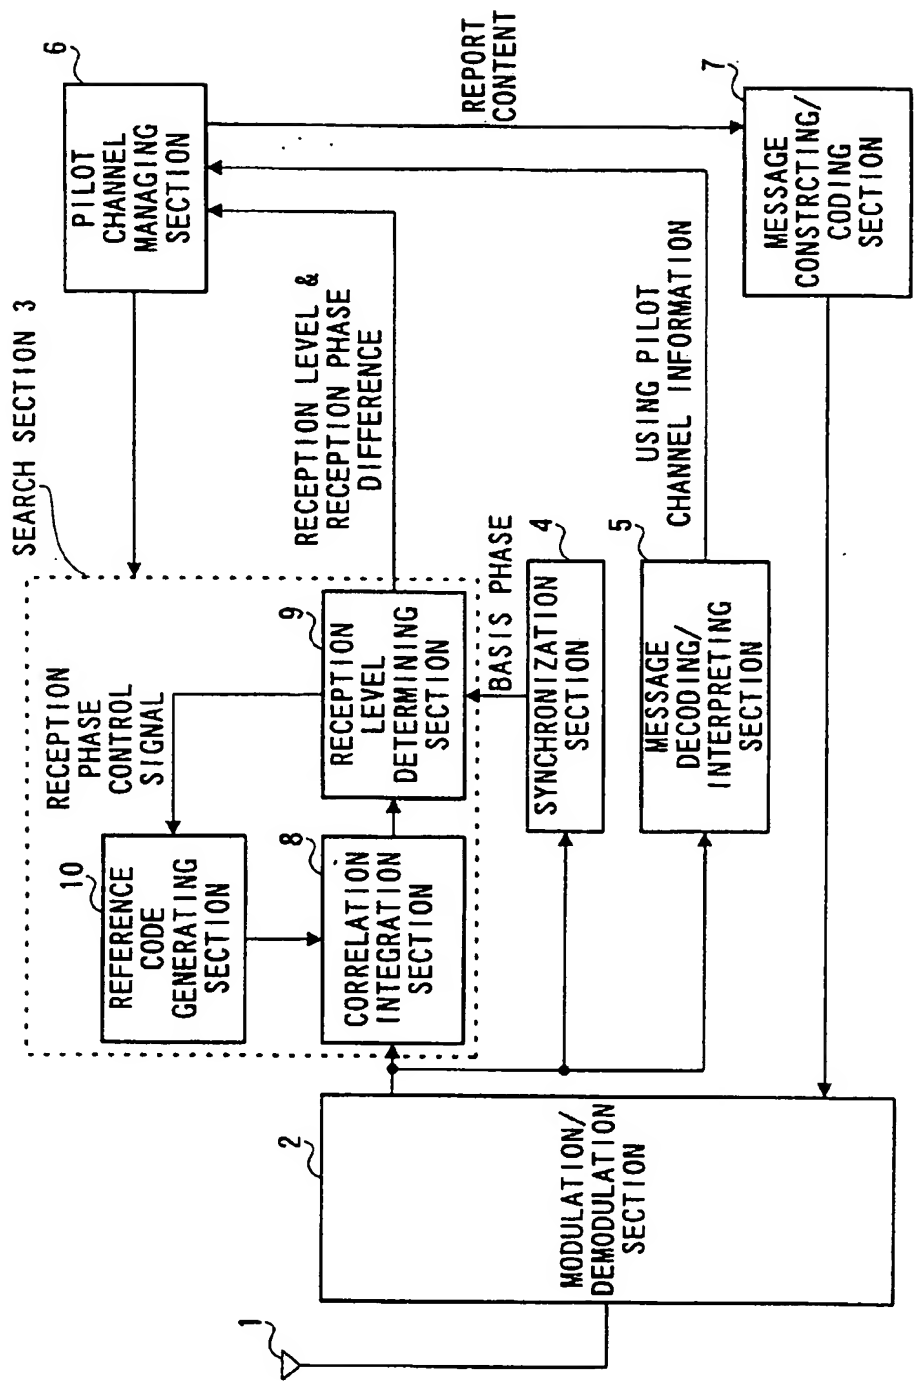 SEARCH SECTION 3
6
PILOT
CHANNEL
MANAGING
SECTION
REPORT
CONTENT
RECEPTION
PHASE
CONTROL
SIGNAL
10
REFERENCE
CODE
GENERATING
SECTION
9
RECEPTION
LEVEL
DETERMINING
SECTION
RECEPTION LEVEL &
RECEPTION PHASE
DIFFERENCE
8
CORRELATION
INTEGRATION
SECTION
BASIS PHASE
4
SYNCHRONIZATION
SECTION
5
MESSAGE
DECODING/
INTERPRETING
SECTION
USING PILOT
CHANNEL INFORMATION
7
MESSAGE
CONSTRCTING/
CODING
SECTION
1
2
MODULATION/
DEMODULATION
SECTION